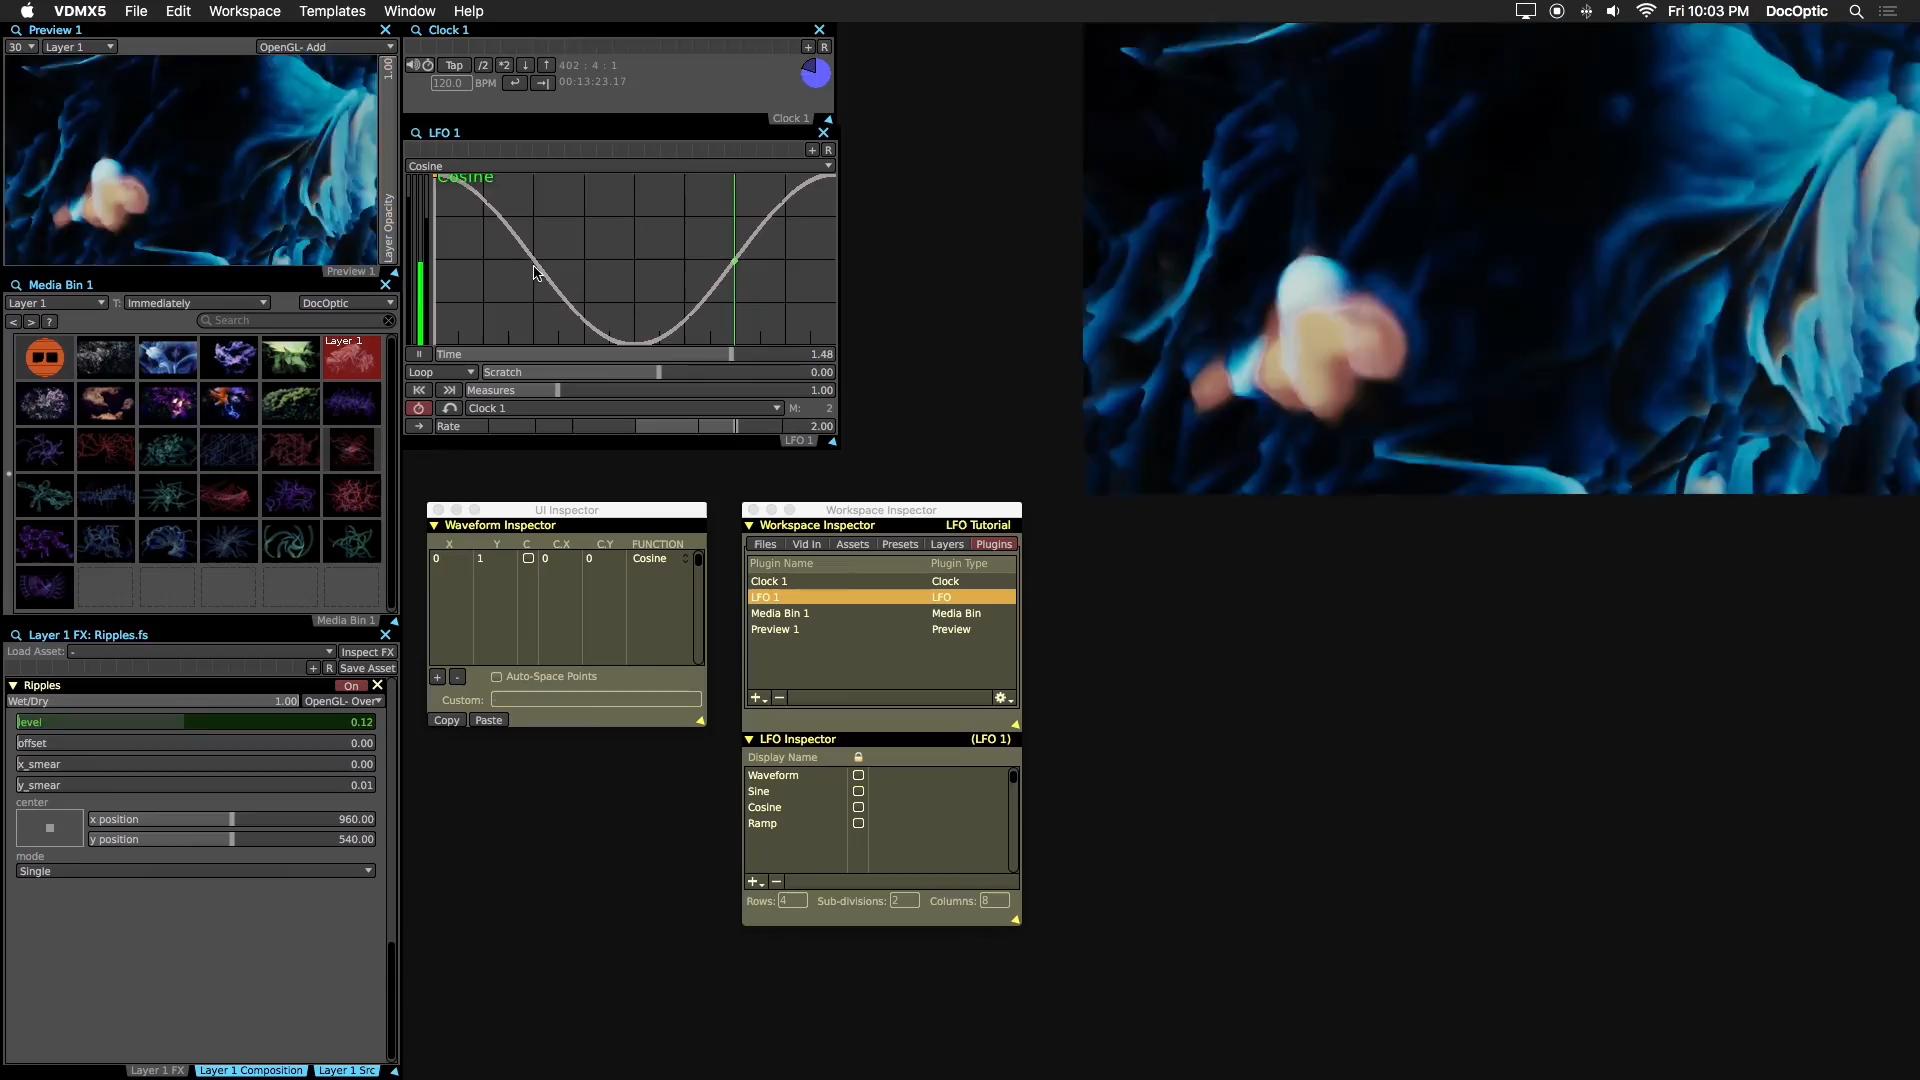 VDMX5 File Edit Workspace Templates Window Help Fri 10:03 PM DocOptic
Preview 1
30 Layer 1 OpenGL- Add
1.00
Layer Opacity
Preview 1
Media Bin 1
Layer 1 T: Immediately DocOptic
< > ? Search
Layer 1
Media Bin 1
Layer 1 FX: Ripples.fs
Load Asset: - Inspect FX
+ R Save Asset
Ripples On
Wet/Dry 1.00 OpenGL- Over
level 0.12
offset 0.00
x_smear 0.00
y_smear 0.01
center
x position 960.00
y position 540.00
mode
Single
Layer 1 FX Layer 1 Composition Layer 1 Src
Clock 1
+ R
Tap /2 *2 ↓ ↑ 402 : 4 : 1
120.0 BPM 00:13:23.17
Clock 1
LFO 1
+ R
Cosine
Cosine
Time 1.48
Loop Scratch 0.00
Measures 1.00
Clock 1 M: 2
Rate 2.00
LFO 1
UI Inspector
Waveform Inspector
X Y C C.X C.Y FUNCTION
0 1 0 0 Cosine
+ - Auto-Space Points
Custom:
Copy Paste
Workspace Inspector
Workspace Inspector LFO Tutorial
Files Vid In Assets Presets Layers Plugins
Plugin Name Plugin Type
Clock 1 Clock
LFO 1 LFO
Media Bin 1 Media Bin
Preview 1 Preview
LFO Inspector (LFO 1)
Display Name
Waveform
Sine
Cosine
Ramp
Rows: 4 Sub-divisions: 2 Columns: 8